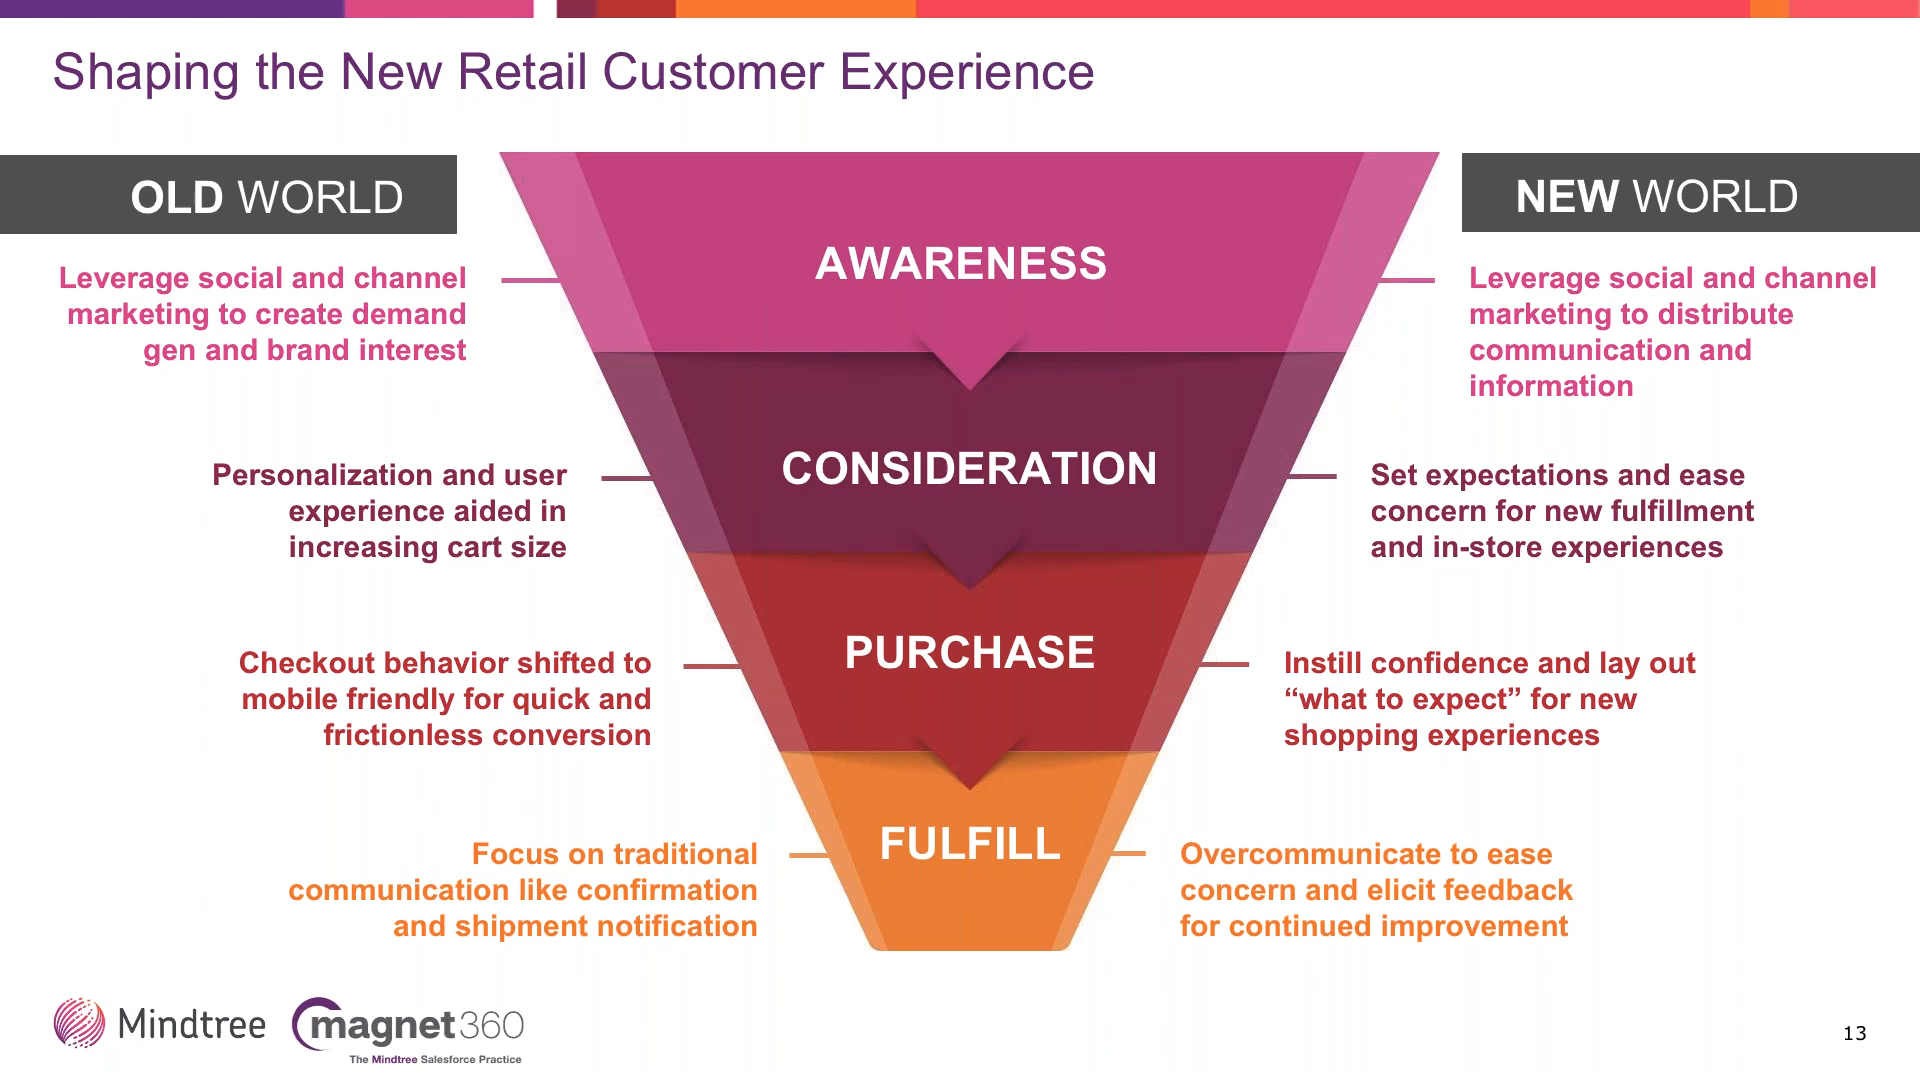 Shaping the New Retail Customer Experience
OLD WORLD
NEW WORLD
AWARENESS
Leverage social and channel
marketing to create demand
gen and brand interest
Leverage social and channel
marketing to distribute
communication and
information
CONSIDERATION
Personalization and user
experience aided in
increasing cart size
Set expectations and ease
concern for new fulfillment
and in-store experiences
PURCHASE
Checkout behavior shifted to
mobile friendly for quick and
frictionless conversion
Instill confidence and lay out
“what to expect” for new
shopping experiences
FULFILL
Focus on traditional
communication like confirmation
and shipment notification
Overcommunicate to ease
concern and elicit feedback
for continued improvement
Mindtree
magnet360
The Mindtree Salesforce Practice
13